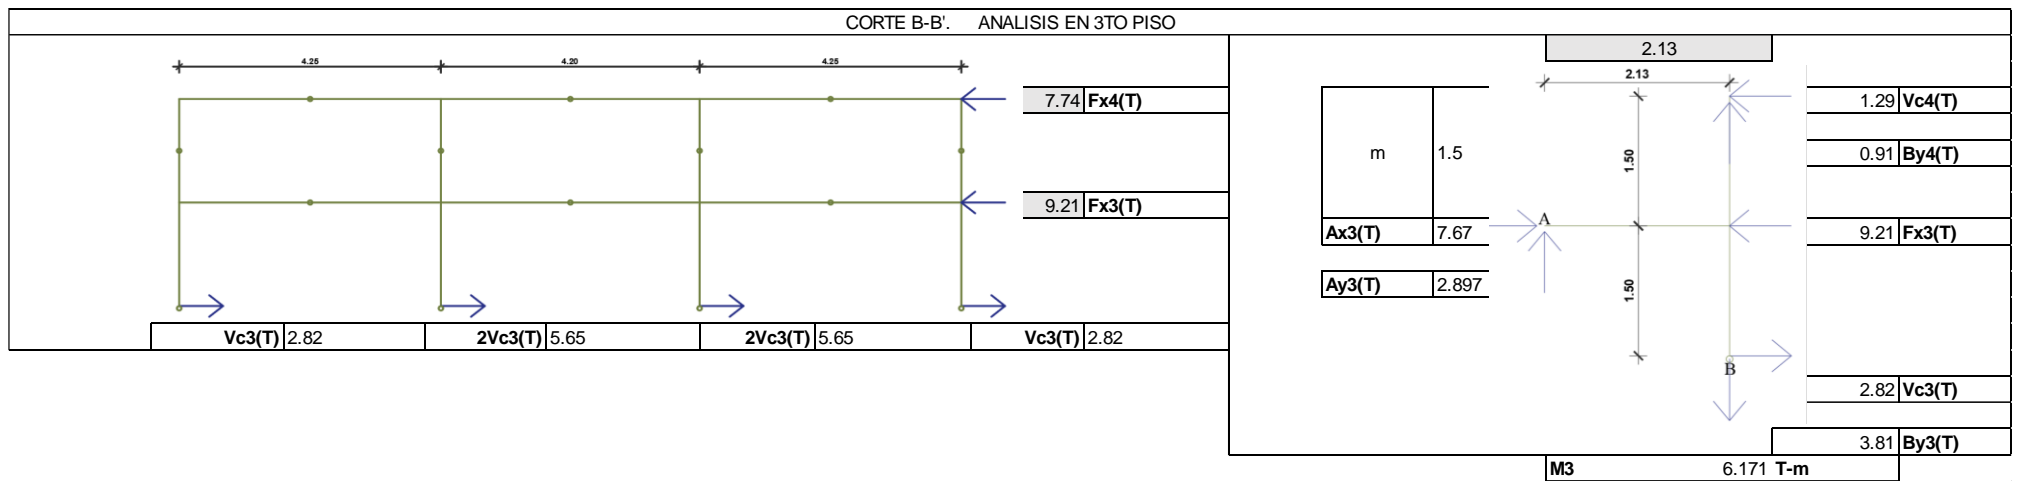 CORTE B-B'. ANALISIS EN 3TO PISO
2.13
4.25 4.20 4.25
2.13
7.74 Fx4(T)
1.29 Vc4(T)
m 1.5
1.50
0.91 By4(T)
9.21 Fx3(T)
A
Ax3(T) 7.67
9.21 Fx3(T)
Ay3(T) 2.897
1.50
Vc3(T) 2.82 2Vc3(T) 5.65 2Vc3(T) 5.65 Vc3(T) 2.82
B
2.82 Vc3(T)
3.81 By3(T)
M3 6.171 T-m